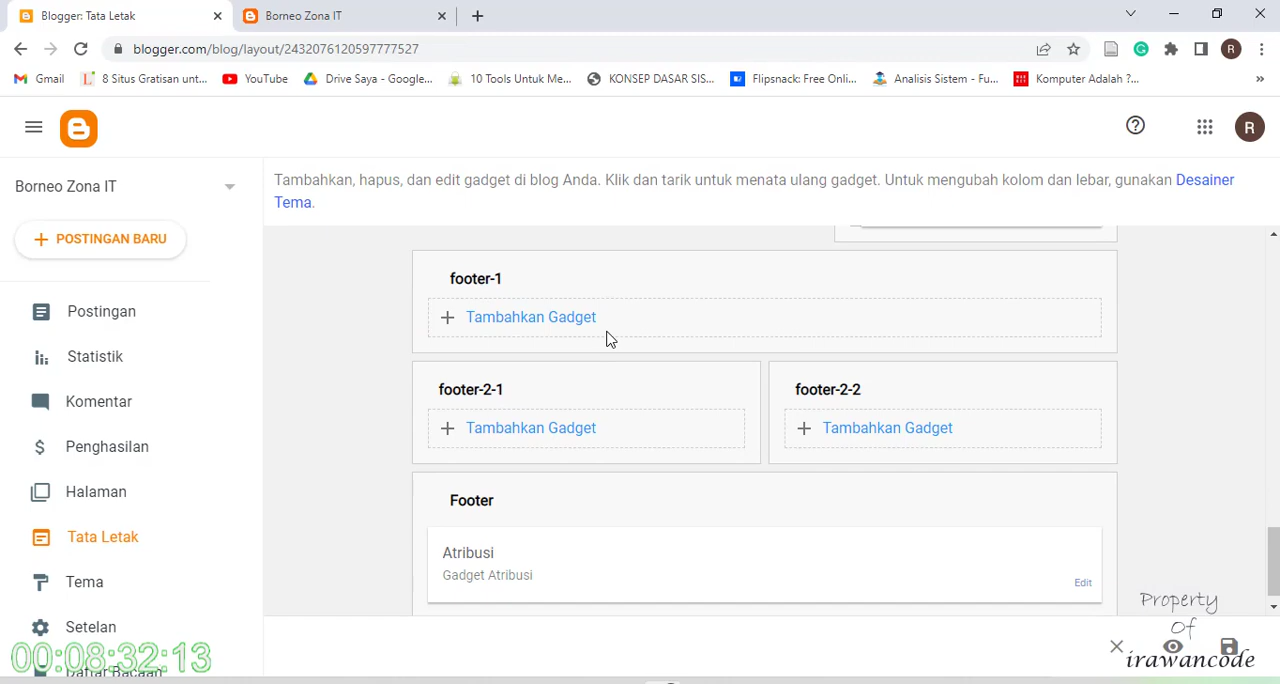 Blogger: Tata Letak
Borneo Zona IT
blogger.com/blog/layout/2432076120597777527
R
Gmail
8 Situs Gratisan unt...
YouTube
Drive Saya - Google...
10 Tools Untuk Me...
KONSEP DASAR SIS...
Flipsnack: Free Onli...
Analisis Sistem - Fu...
Komputer Adalah ?...
R
Borneo Zona IT
Tambahkan, hapus, dan edit gadget di blog Anda. Klik dan tarik untuk menata ulang gadget. Untuk mengubah kolom dan lebar, gunakan Desainer
Tema.
POSTINGAN BARU
Postingan
Statistik
Komentar
Penghasilan
Halaman
Tata Letak
Tema
Setelan
Daftar Bacaan
footer-1
Tambahkan Gadget
footer-2-1
Tambahkan Gadget
footer-2-2
Tambahkan Gadget
Footer
Atribusi
Gadget Atribusi
Edit
Property
Of
irawancode
00:08:32:13